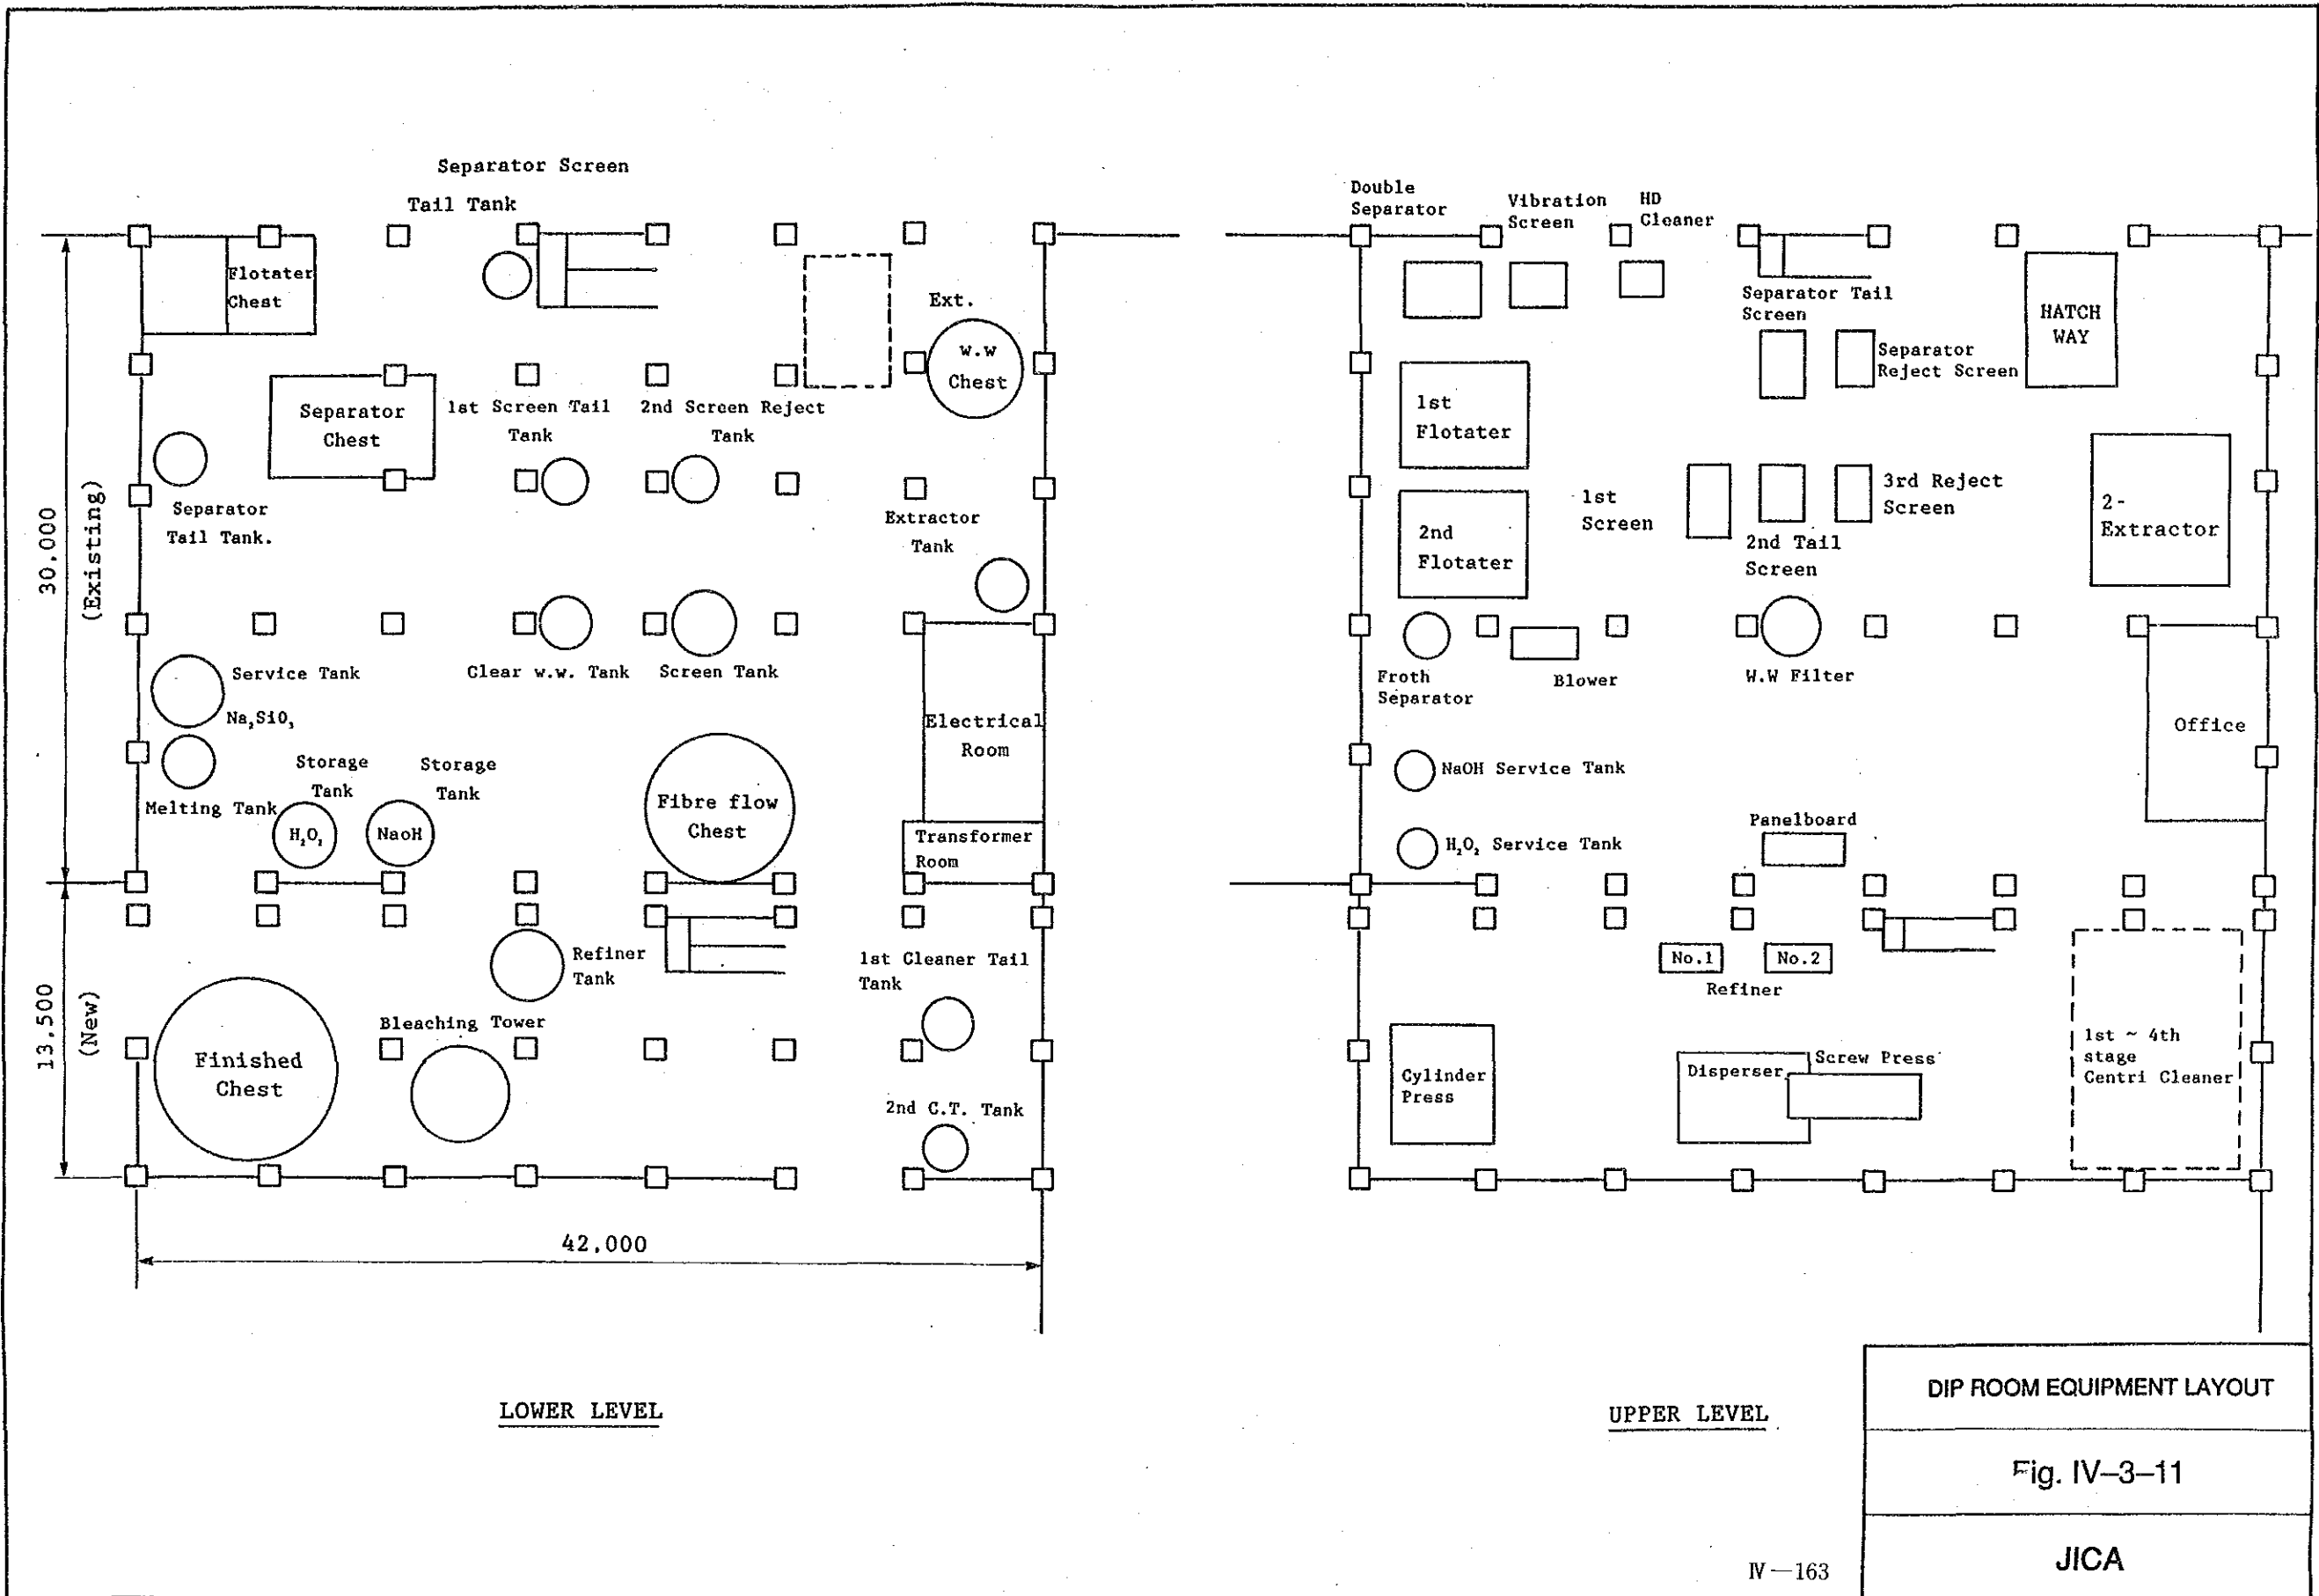 Separator Screen
Tail Tank
Flotater
Chest
Ext.
W.W
Chest
Separator
Chest
1st Screen Tail
Tank
2nd Screen Reject
Tank
Separator
Tail Tank.
Extractor
Tank
30,000
(Existing)
Service Tank
Na₂SiO₃
Clear w.w. Tank
Screen Tank
Electrical
Room
Melting Tank
Storage
Tank
H₂O₂
Storage
Tank
NaoH
Fibre flow
Chest
Transformer
Room
13,500
(New)
Refiner
Tank
1st Cleaner Tail
Tank
Finished
Chest
Bleaching Tower
2nd C.T. Tank
42,000
LOWER LEVEL
Double
Separator
Vibration
Screen
HD
Cleaner
Separator Tail
Screen
Separator
Reject Screen
HATCH
WAY
1st
Flotater
2nd
Flotater
1st
Screen
2nd Tail
Screen
3rd Reject
Screen
2-
Extractor
Froth
Separator
Blower
W.W Filter
Office
NaOH Service Tank
H₂O₂ Service Tank
Panelboard
No.1
No.2
Refiner
Cylinder
Press
Disperser
Screw Press
1st ~ 4th
stage
Centri Cleaner
UPPER LEVEL
DIP ROOM EQUIPMENT LAYOUT
Fig. IV-3-11
JICA
IV-163